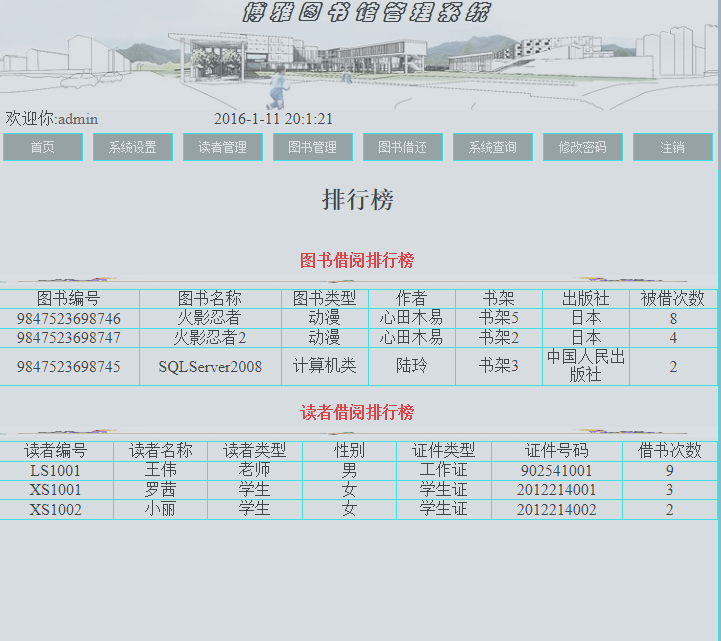 博雅图书馆管理系统
欢迎你:admin 2016-1-11 20:1:21
首页 系统设置 读者管理 图书管理 图书借还 系统查询 修改密码 注销
排行榜
图书借阅排行榜
图书编号 图书名称 图书类型 作者 书架 出版社 被借次数
9847523698746 火影忍者 动漫 心田木易 书架5 日本 8
9847523698747 火影忍者2 动漫 心田木易 书架2 日本 4
9847523698745 SQLServer2008 计算机类 陆玲 书架3 中国人民出版社 2
读者借阅排行榜
读者编号 读者名称 读者类型 性别 证件类型 证件号码 借书次数
LS1001 王伟 老师 男 工作证 902541001 9
XS1001 罗茜 学生 女 学生证 2012214001 3
XS1002 小丽 学生 女 学生证 2012214002 2